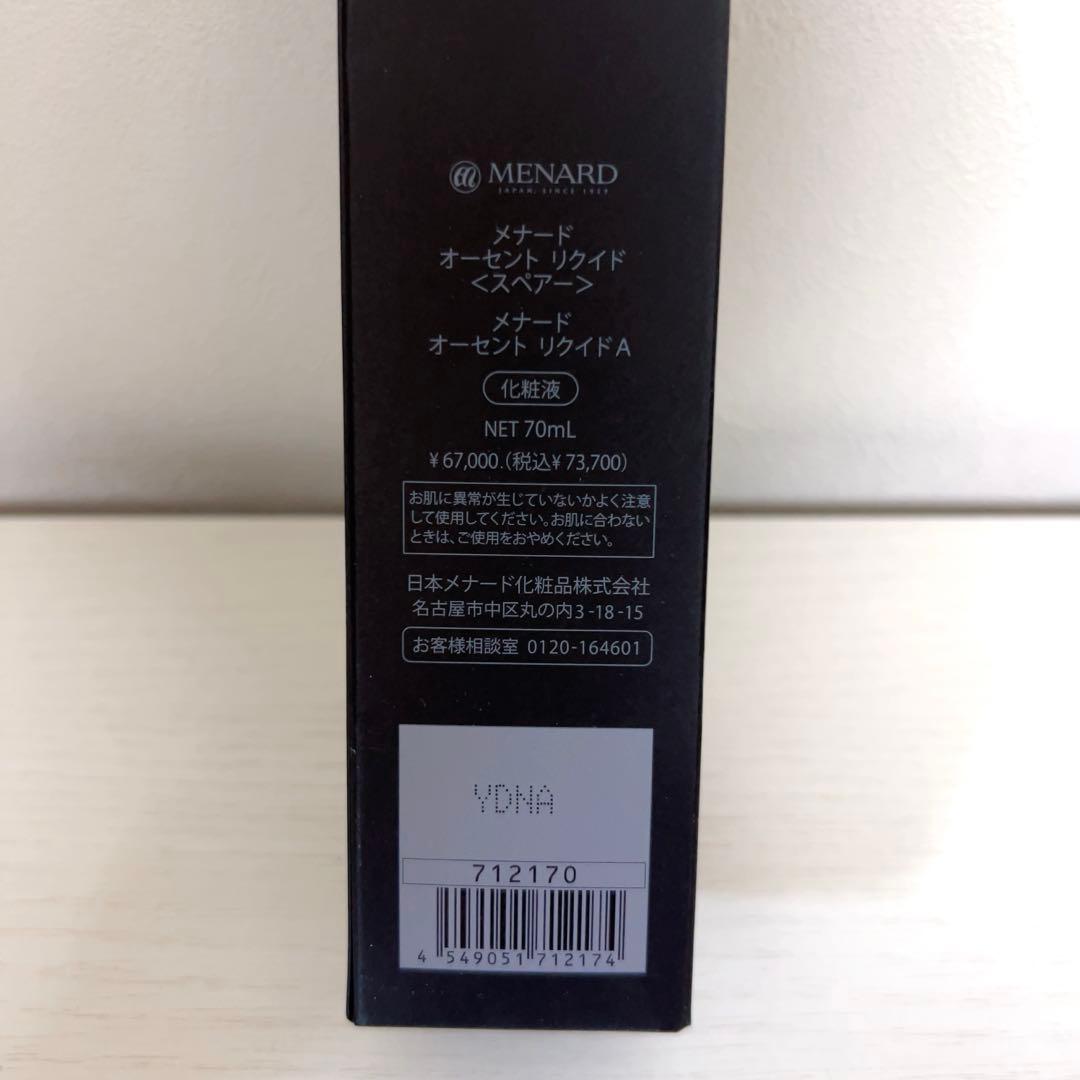 MENARD
JAPAN, SINCE 1959
メナード
オーセント リクイド
＜スペアー＞
メナード
オーセント リクイドA
化粧液
NET 70mL
¥67,000.(税込¥73,700)
お肌に異常が生じていないかよく注意
して使用してください。お肌に合わない
ときは、ご使用をおやめください。
日本メナード化粧品株式会社
名古屋市中区丸の内3-18-15
お客様相談室 0120-164601
YDNA
712170
4 549051 712174